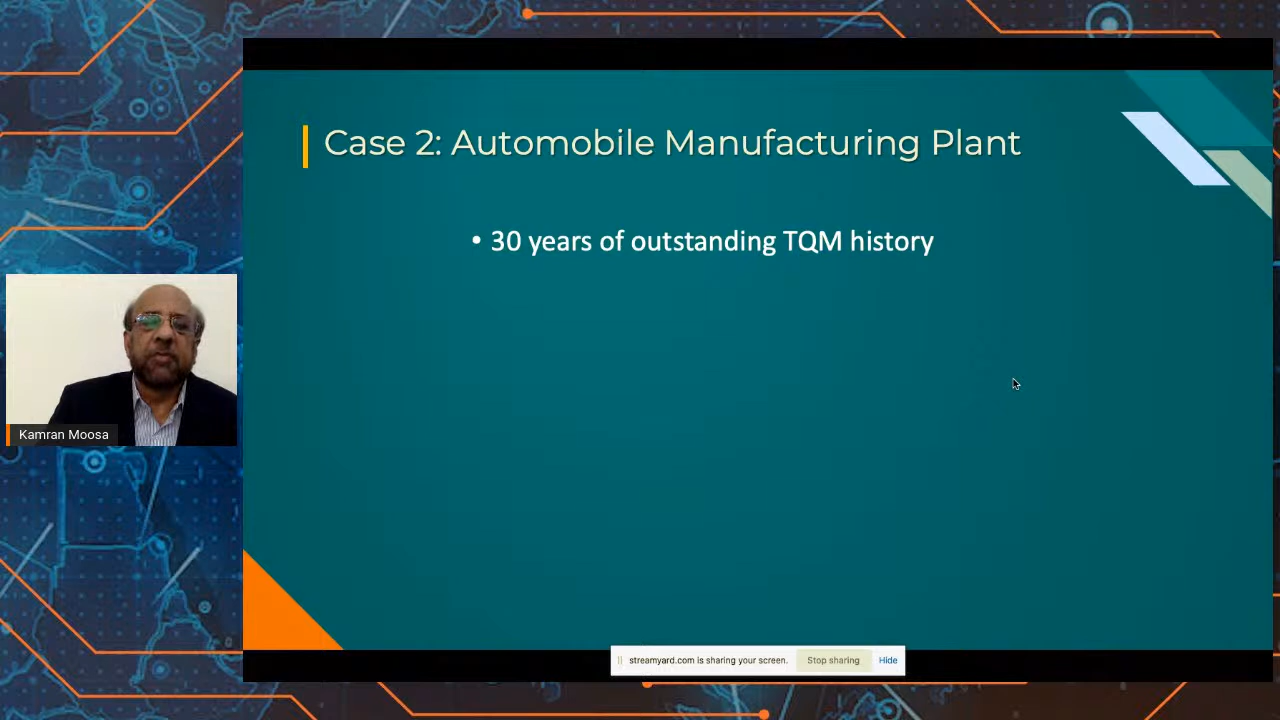 Case 2: Automobile Manufacturing Plant
• 30 years of outstanding TQM history
Kamran Moosa
streamyard.com is sharing your screen. Stop sharing Hide